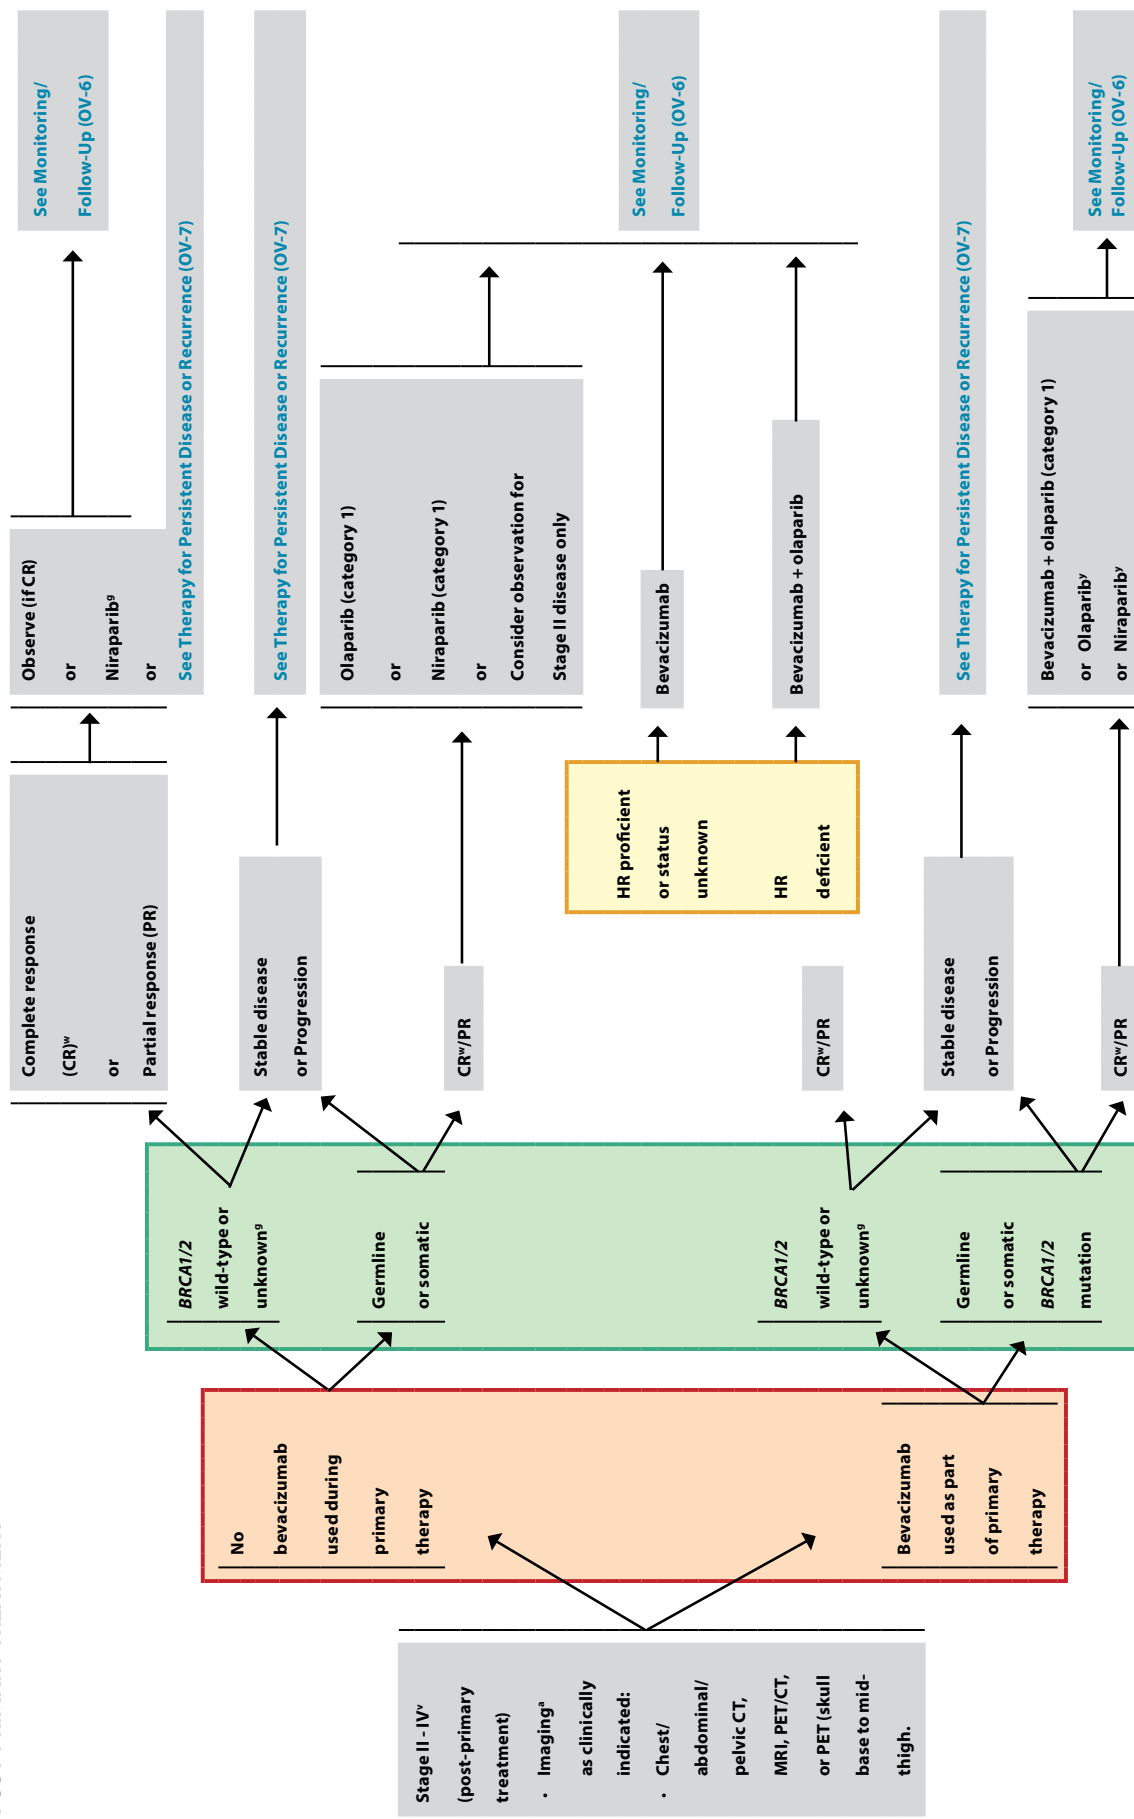 Stage II - IVᵛ
(post-primary
treatment)
• Imagingᵃ
as clinically
indicated:
• Chest/
abdominal/
pelvic CT,
MRI, PET/CT,
or PET (skull
base to mid-
thigh.
No
bevacizumab
used during
primary
therapy
Bevacizumab
used as part
of primary
therapy
BRCA1/2
wild-type or
unknownᵍ
Germline
or somatic
BRCA1/2
wild-type or
unknownᵍ
Germline
or somatic
BRCA1/2
mutation
Complete response
(CR)ʷ
or
Partial response (PR)
Stable disease
or Progression
CRʷ/PR
CRʷ/PR
Stable disease
or Progression
CRʷ/PR
HR proficient
or status
unknown
HR
deficient
Observe (if CR)
or
Niraparibᵍ
or
See Therapy for Persistent Disease or Recurrence (OV-7)
See Therapy for Persistent Disease or Recurrence (OV-7)
Olaparib (category 1)
or
Niraparib (category 1)
or
Consider observation for
Stage II disease only
Bevacizumab
Bevacizumab + olaparib
See Therapy for Persistent Disease or Recurrence (OV-7)
Bevacizumab + olaparib (category 1)
or Olaparibʸ
or Niraparibʸ
See Monitoring/
Follow-Up (OV-6)
See Monitoring/
Follow-Up (OV-6)
See Monitoring/
Follow-Up (OV-6)